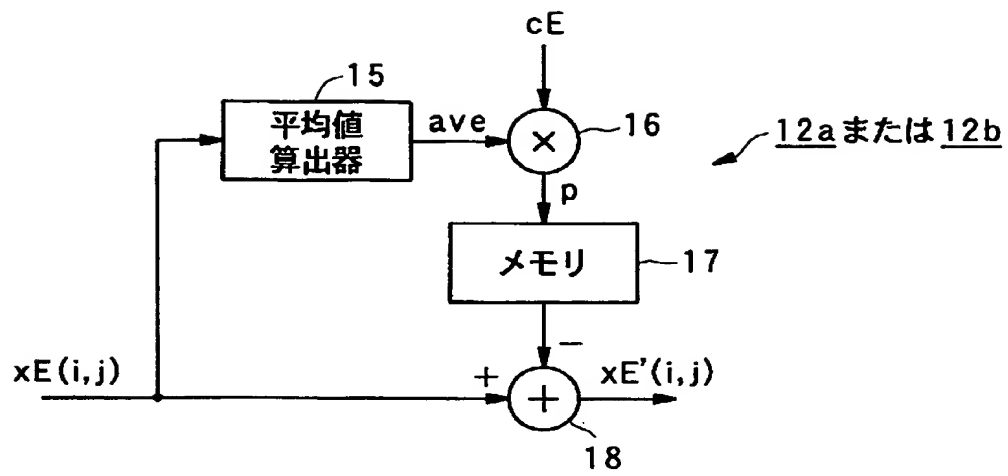 cE
15
平均値
算出器
ave
×
16
12aまたは12b
p
メモリ
17
−
xE(i,j)
+
+
xE'(i,j)
18